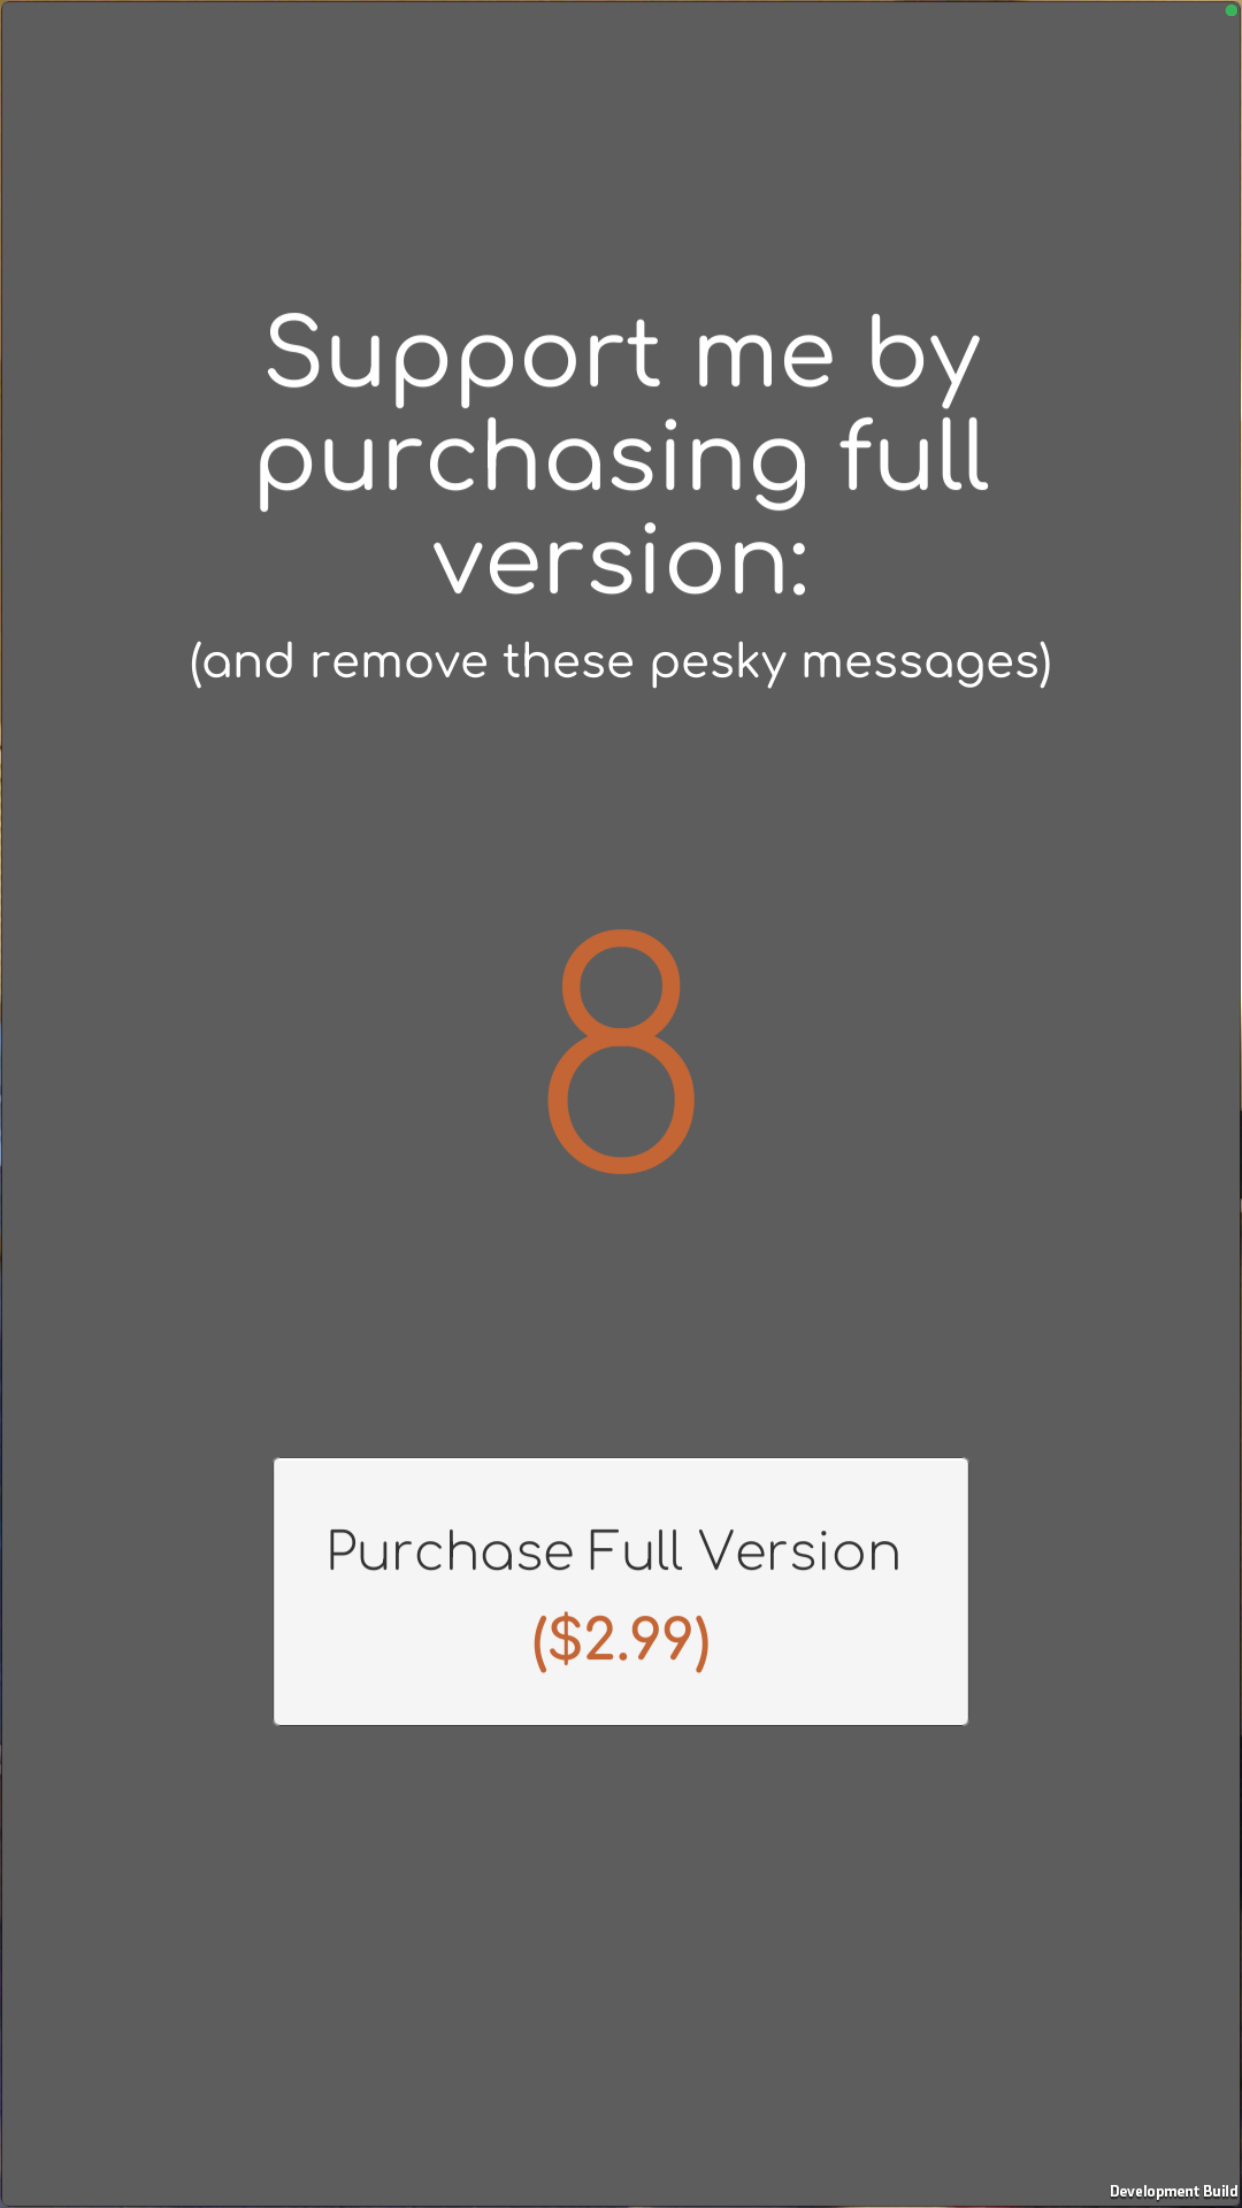 Support me by
purchasing full
version:
(and remove these pesky messages)
8
Purchase Full Version
($2.99)
Development Build